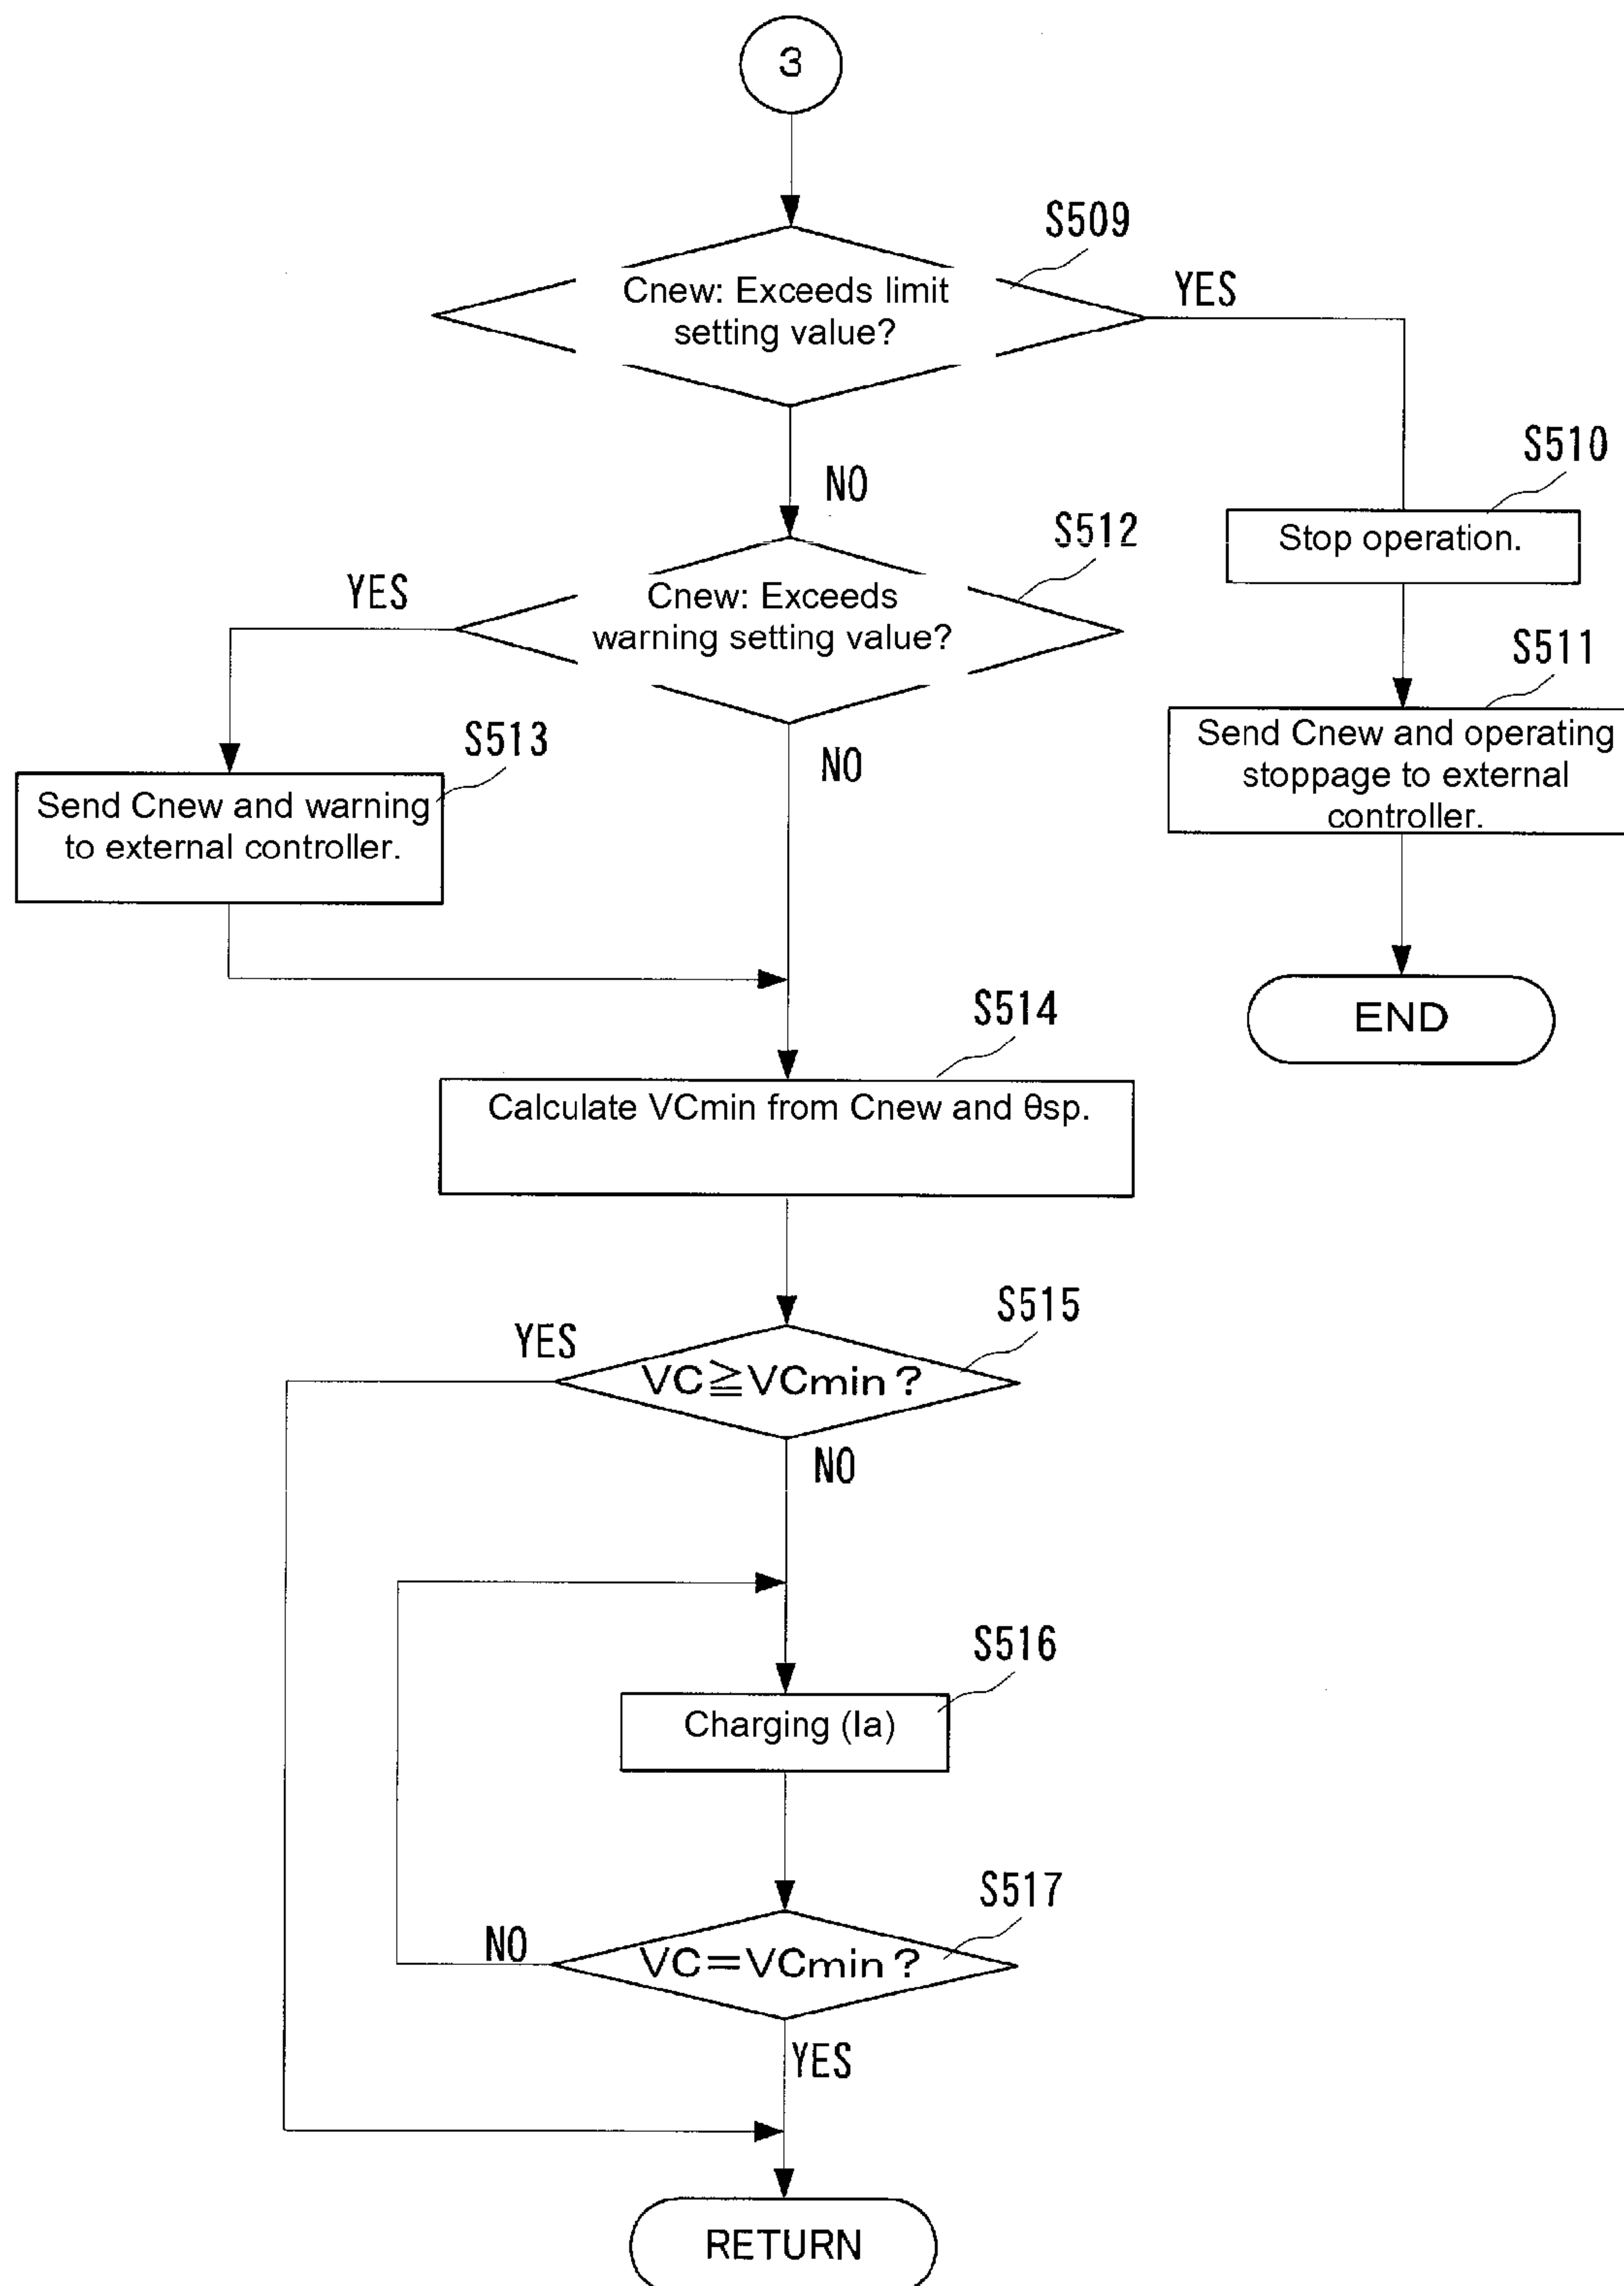 3
S509
Cnew: Exceeds limit
setting value?
YES
NO
S510
Stop operation.
S512
Cnew: Exceeds
warning setting value?
YES
NO
S511
Send Cnew and operating
stoppage to external
controller.
S513
Send Cnew and warning
to external controller.
END
S514
Calculate VCmin from Cnew and θsp.
S515
VC≧VCmin?
YES
NO
S516
Charging (Ia)
S517
VC=VCmin?
NO
YES
RETURN